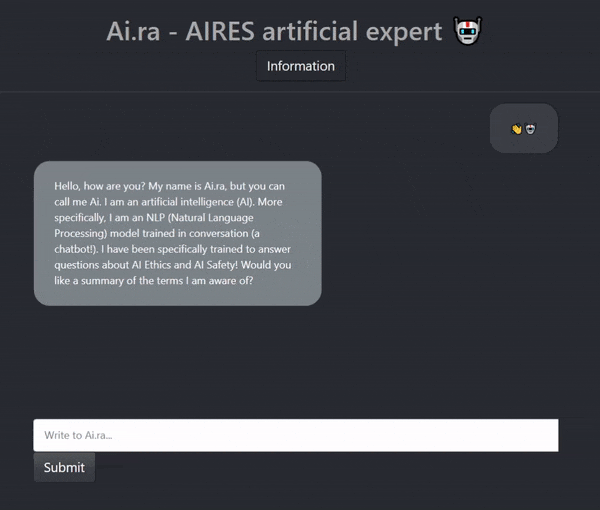 Ai.ra - AIRES artificial expert
Information
Hello, how are you? My name is Ai.ra, but you can
call me Ai. I am an artificial intelligence (AI). More
specifically, I am an NLP (Natural Language
Processing) model trained in conversation (a
chatbot!). I have been specifically trained to answer
questions about AI Ethics and AI Safety! Would you
like a summary of the terms I am aware of?
Write to Ai.ra...
Submit